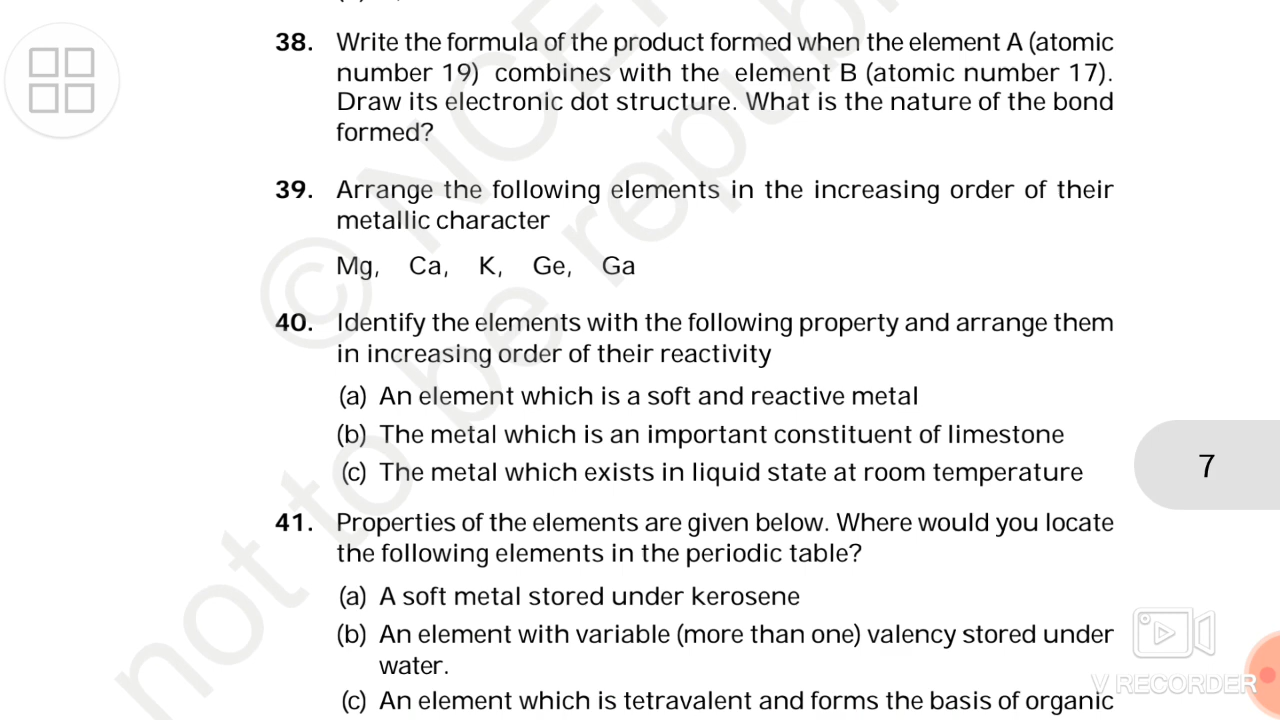 38. Write the formula of the product formed when the element A (atomic
number 19) combines with the element B (atomic number 17).
Draw its electronic dot structure. What is the nature of the bond
formed?
39. Arrange the following elements in the increasing order of their
metallic character
Mg, Ca, K, Ge, Ga
40. Identify the elements with the following property and arrange them
in increasing order of their reactivity
(a) An element which is a soft and reactive metal
(b) The metal which is an important constituent of limestone
(c) The metal which exists in liquid state at room temperature
7
41. Properties of the elements are given below. Where would you locate
the following elements in the periodic table?
(a) A soft metal stored under kerosene
(b) An element with variable (more than one) valency stored under
water.
(c) An element which is tetravalent and forms the basis of organic
V RECORDER
© NCE
not to be republ